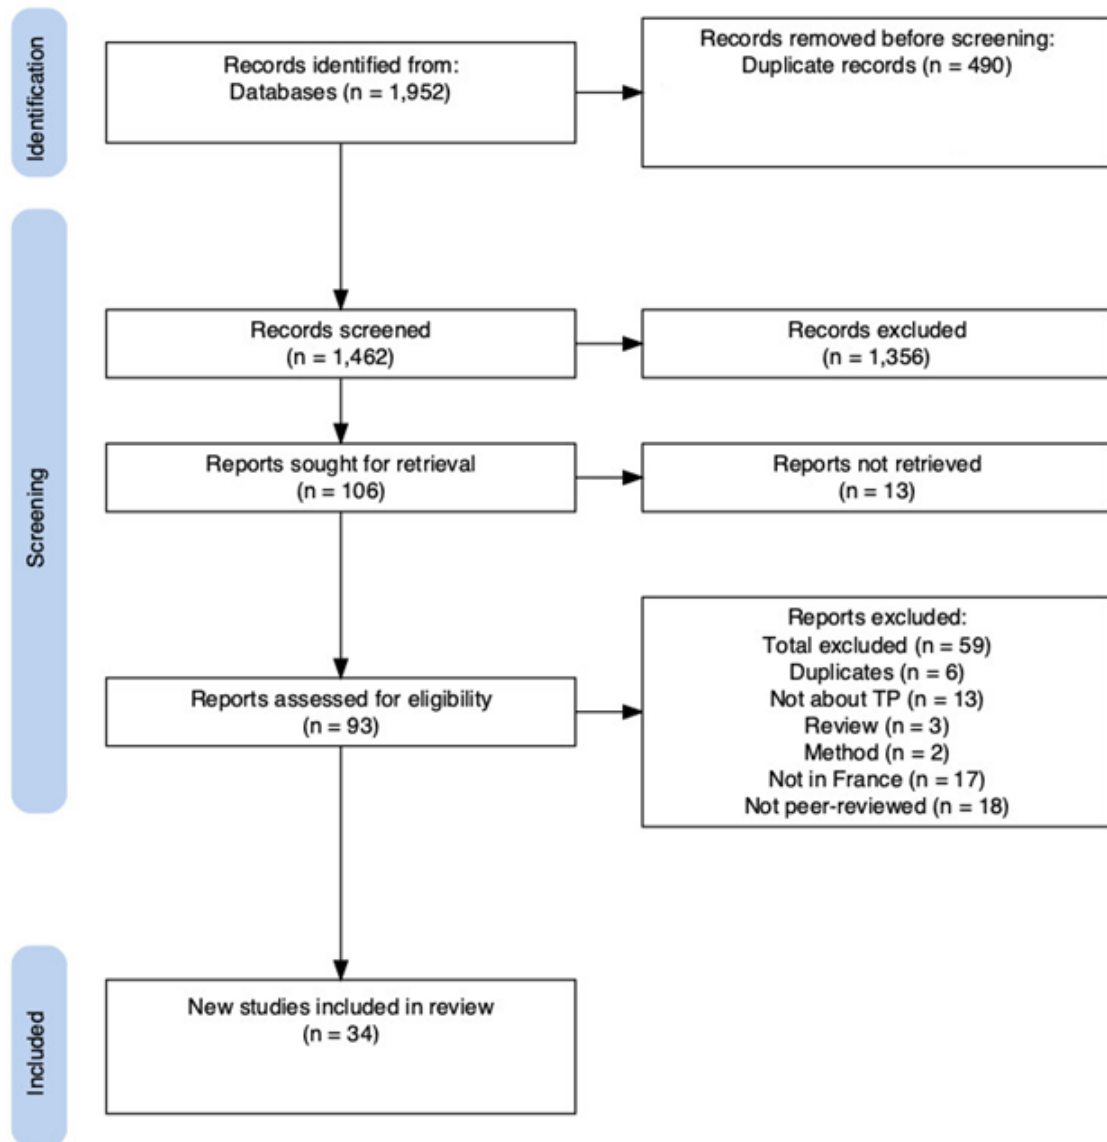 Identification
Records identified from:
Databases (n = 1,952)
Records removed before screening:
Duplicate records (n = 490)
Screening
Records screened
(n = 1,462)
Records excluded
(n = 1,356)
Reports sought for retrieval
(n = 106)
Reports not retrieved
(n = 13)
Reports assessed for eligibility
(n = 93)
Reports excluded:
Total excluded (n = 59)
Duplicates (n = 6)
Not about TP (n = 13)
Review (n = 3)
Method (n = 2)
Not in France (n = 17)
Not peer-reviewed (n = 18)
Included
New studies included in review
(n = 34)